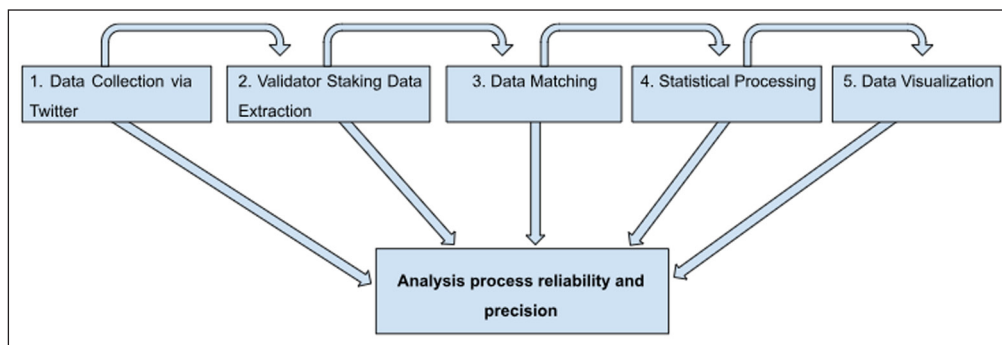 1. Data Collection via
Twitter
2. Validator Staking Data
Extraction
3. Data Matching
4. Statistical Processing
5. Data Visualization
Analysis process reliability and
precision